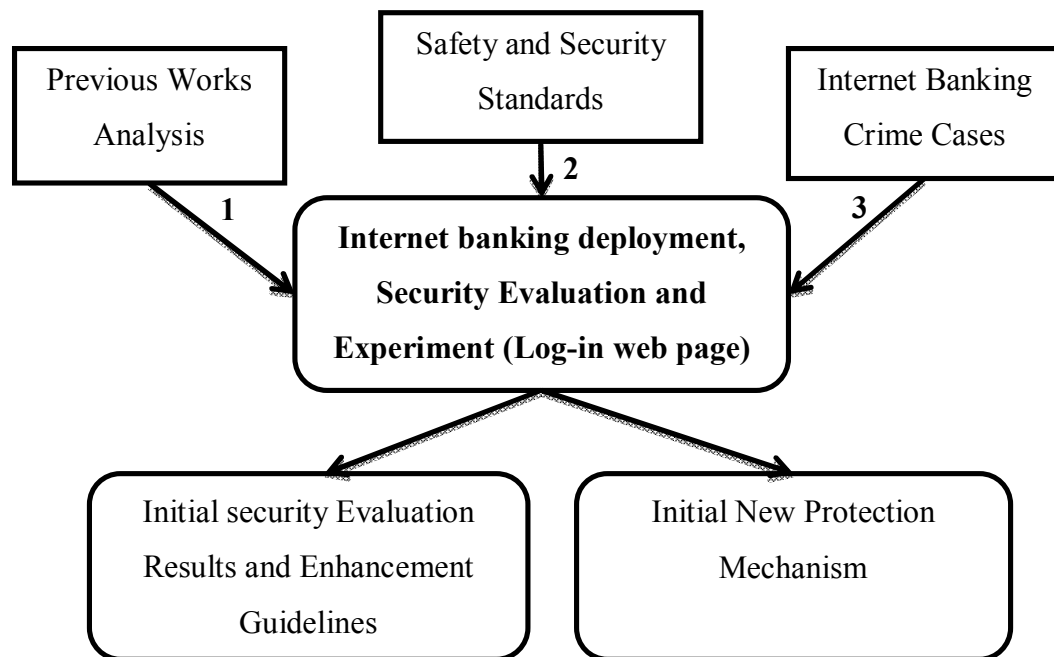 Previous Works
Analysis
Safety and Security
Standards
Internet Banking
Crime Cases
1
2
3
Internet banking deployment,
Security Evaluation and
Experiment (Log-in web page)
Initial security Evaluation
Results and Enhancement
Guidelines
Initial New Protection
Mechanism